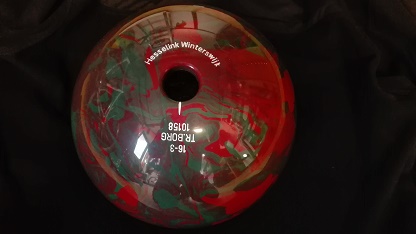 Hesselink Winterswijk
16-3
TR.BORG
10158